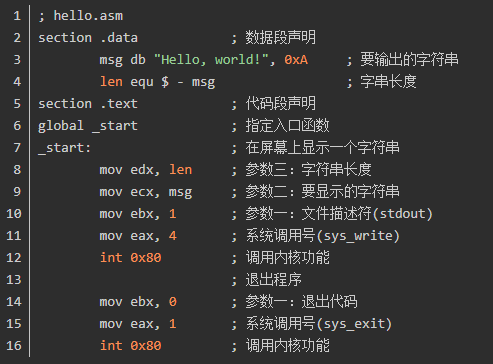 1 ; hello.asm
2 section .data ; 数据段声明
3 msg db "Hello, world!", 0xA ; 要输出的字符串
4 len equ $ - msg ; 字串长度
5 section .text ; 代码段声明
6 global _start ; 指定入口函数
7 _start: ; 在屏幕上显示一个字符串
8 mov edx, len ; 参数三：字符串长度
9 mov ecx, msg ; 参数二：要显示的字符串
10 mov ebx, 1 ; 参数一：文件描述符(stdout)
11 mov eax, 4 ; 系统调用号(sys_write)
12 int 0x80 ; 调用内核功能
13 ; 退出程序
14 mov ebx, 0 ; 参数一：退出代码
15 mov eax, 1 ; 系统调用号(sys_exit)
16 int 0x80 ; 调用内核功能